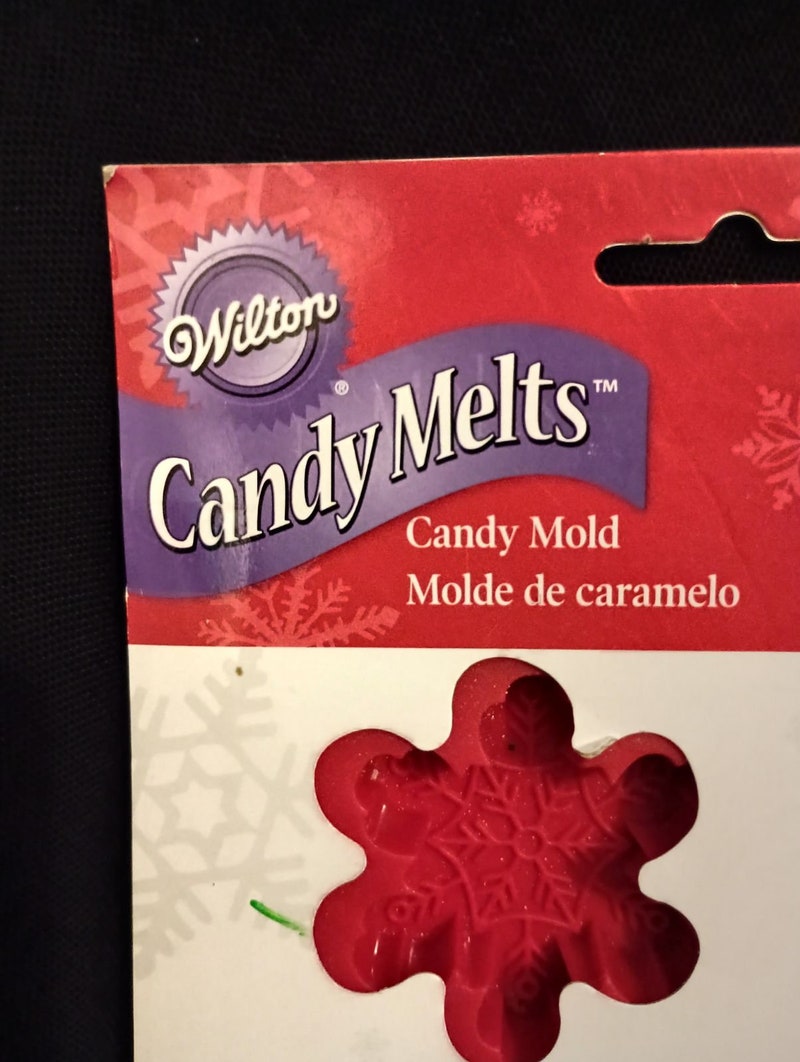 Wilton®
Candy Melts™
Candy Mold
Molde de caramelo